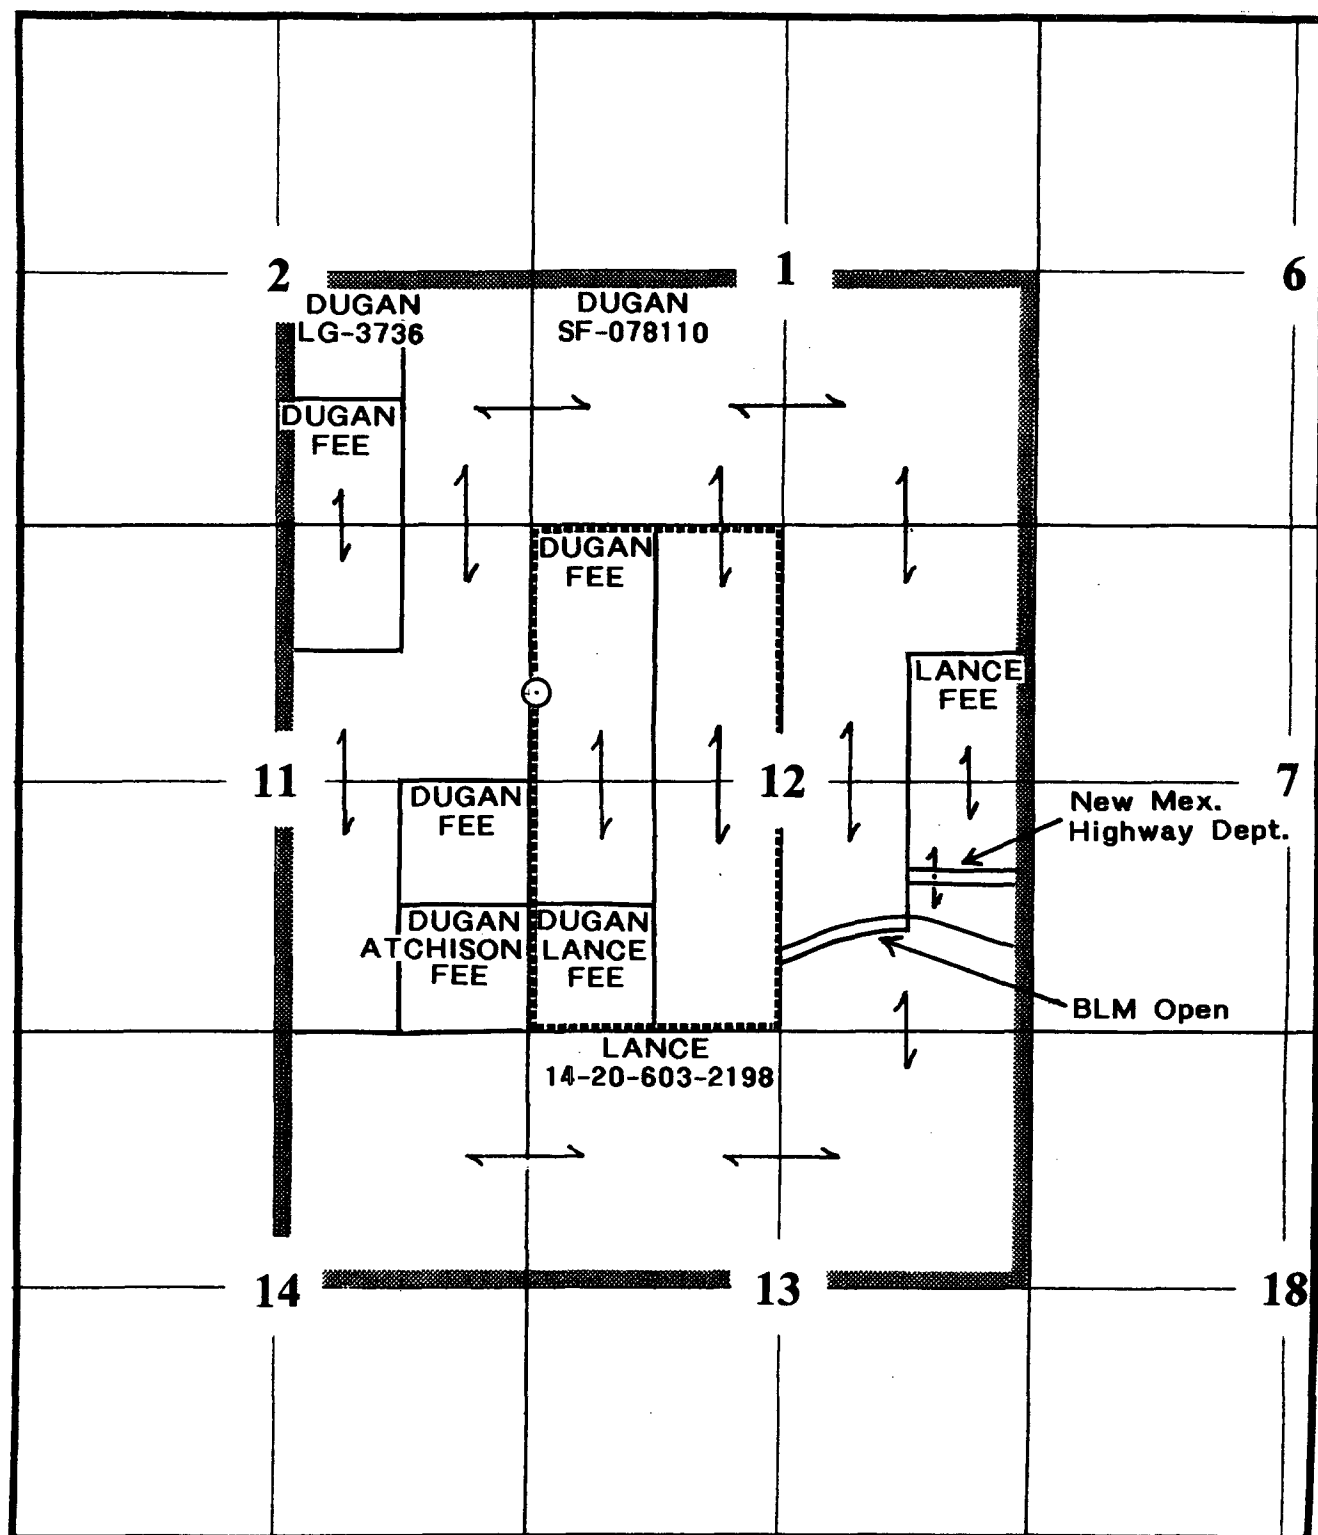 2
1
6
DUGAN
LG-3736
DUGAN
SF-078110
DUGAN
FEE
DUGAN
FEE
LANCE
FEE
11
12
7
DUGAN
FEE
New Mex.
Highway Dept.
DUGAN
ATCHISON
FEE
DUGAN
LANCE
FEE
BLM Open
LANCE
14-20-603-2198
14
13
18